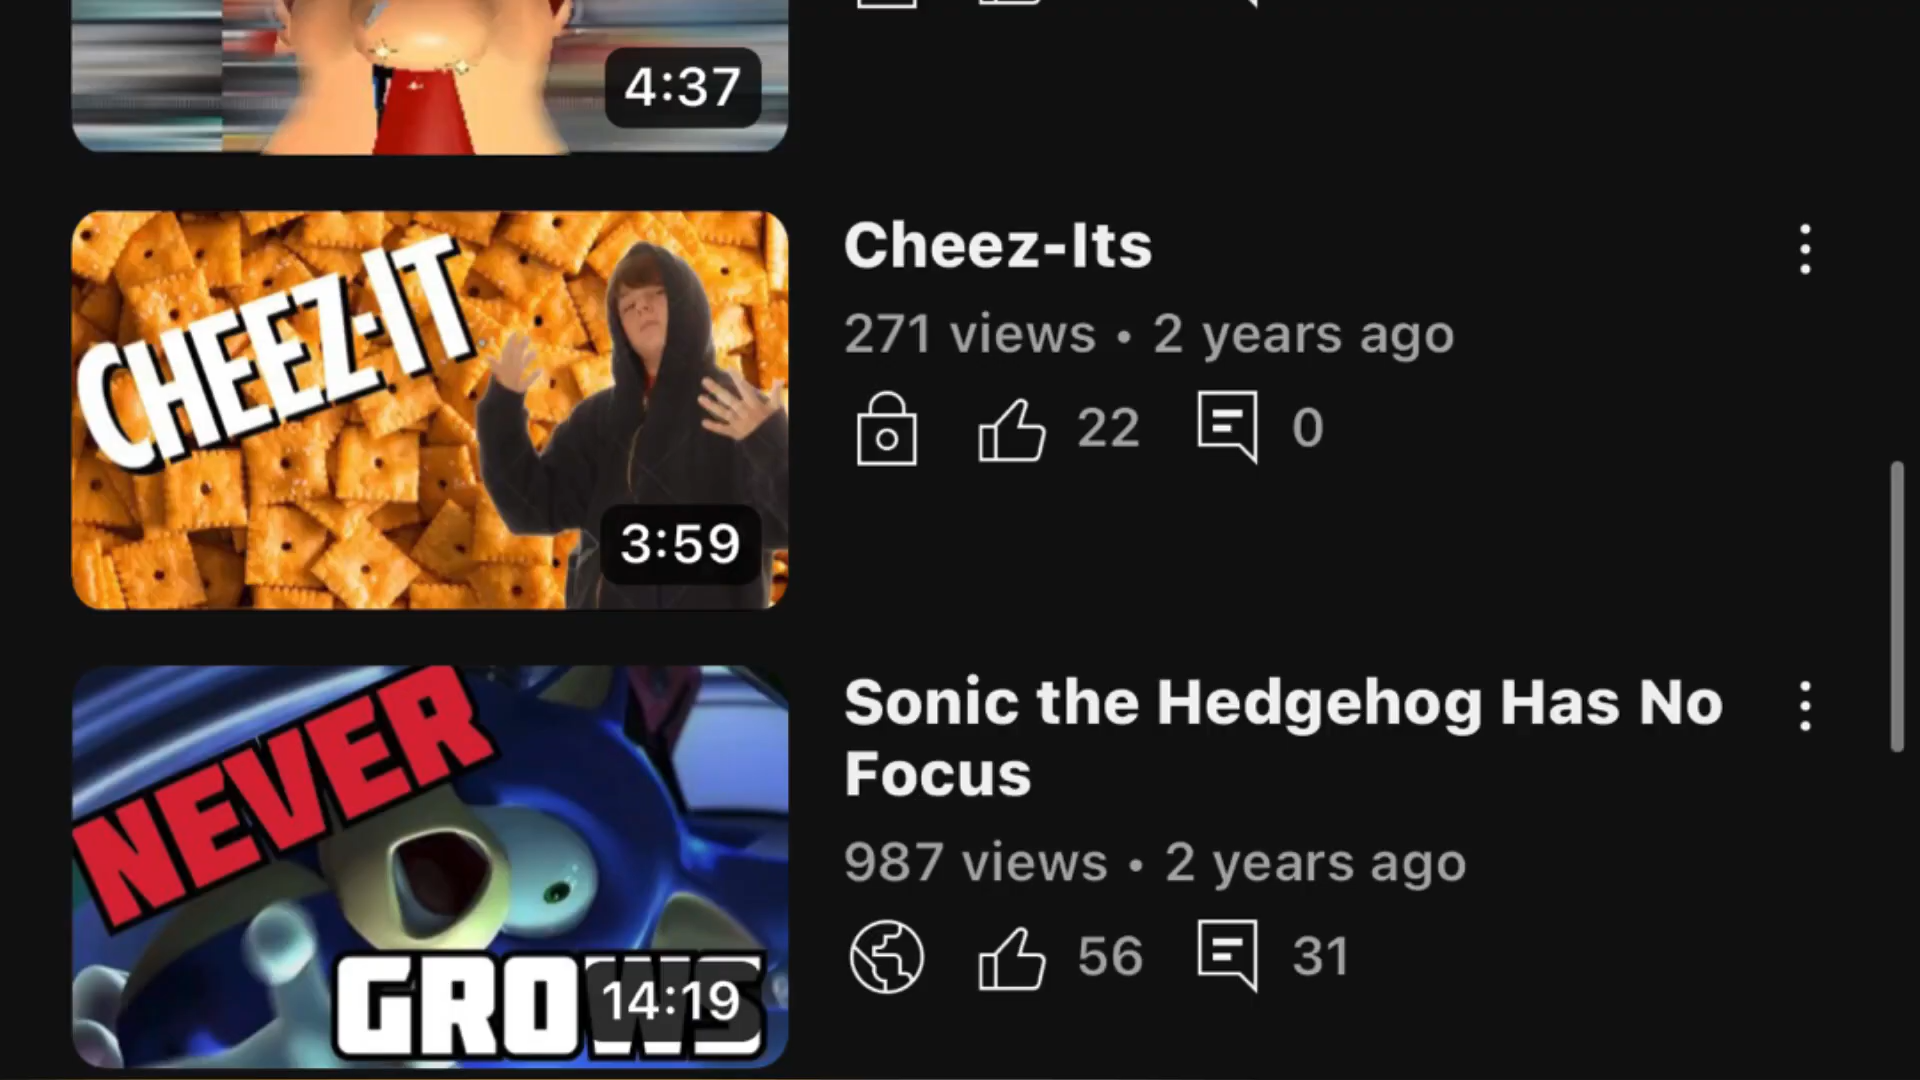 4:37
CHEEZ-IT
3:59
Cheez-Its
271 views • 2 years ago
22
0
NEVER
GROWS
14:19
Sonic the Hedgehog Has No
Focus
987 views • 2 years ago
56
31